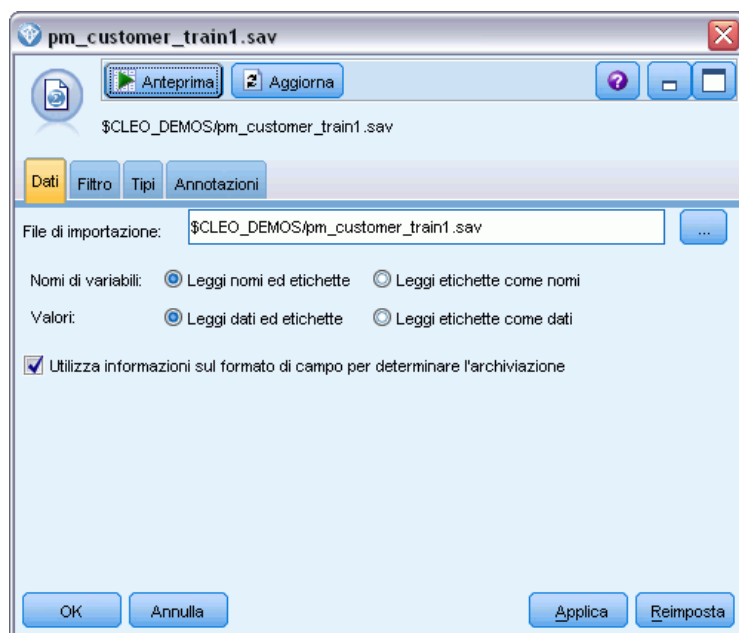 pm_customer_train1.sav
Anteprima Aggiorna ?
$CLEO_DEMOS/pm_customer_train1.sav
Dati Filtro Tipi Annotazioni
File di importazione: $CLEO_DEMOS/pm_customer_train1.sav ...
Nomi di variabili: Leggi nomi ed etichette Leggi etichette come nomi
Valori: Leggi dati ed etichette Leggi etichette come dati
Utilizza informazioni sul formato di campo per determinare l'archiviazione
OK Annulla Applica Reimposta